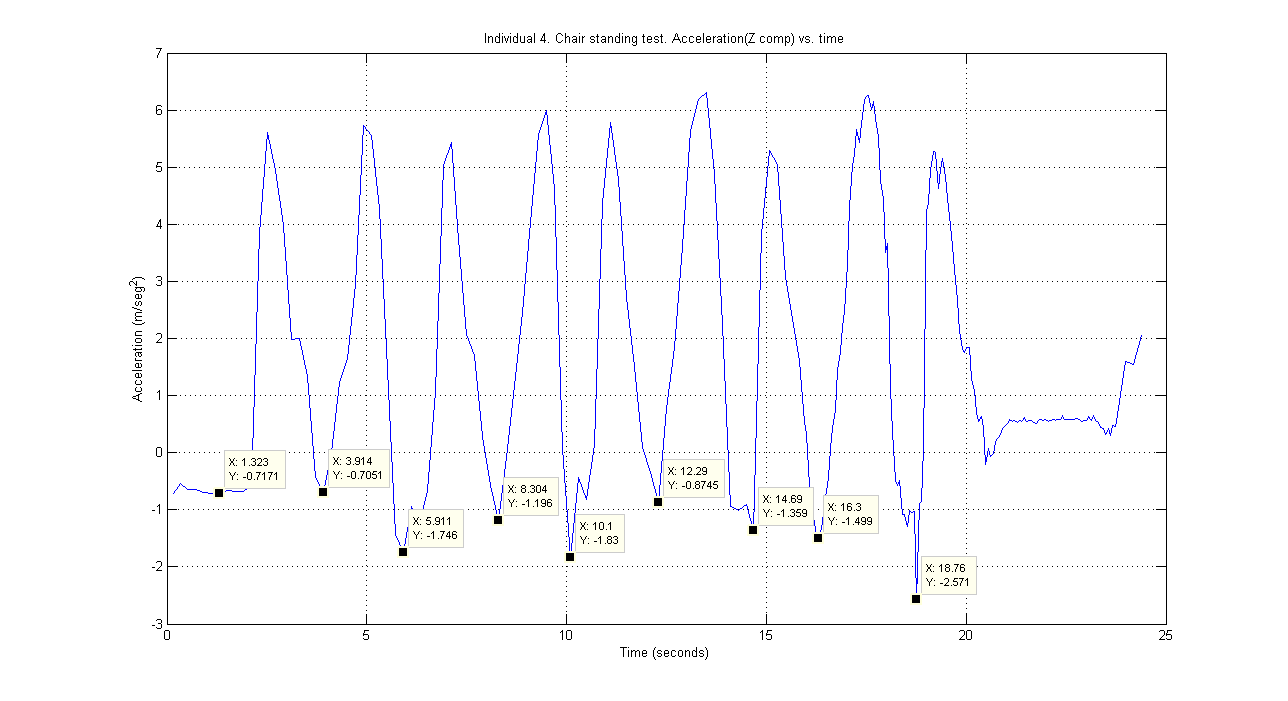 Individual 4. Chair standing test. Acceleration(Z comp) vs. time
Acceleration (m/seg²)
7
6
5
4
3
2
1
0
-1
-2
-3
X: 1.323
Y: -0.7171
X: 3.914
Y: -0.7051
X: 5.911
Y: -1.746
X: 8.304
Y: -1.196
X: 10.1
Y: -1.83
X: 12.29
Y: -0.8745
X: 14.69
Y: -1.359
X: 16.3
Y: -1.499
X: 18.76
Y: -2.571
0 5 10 15 20 25
Time (seconds)